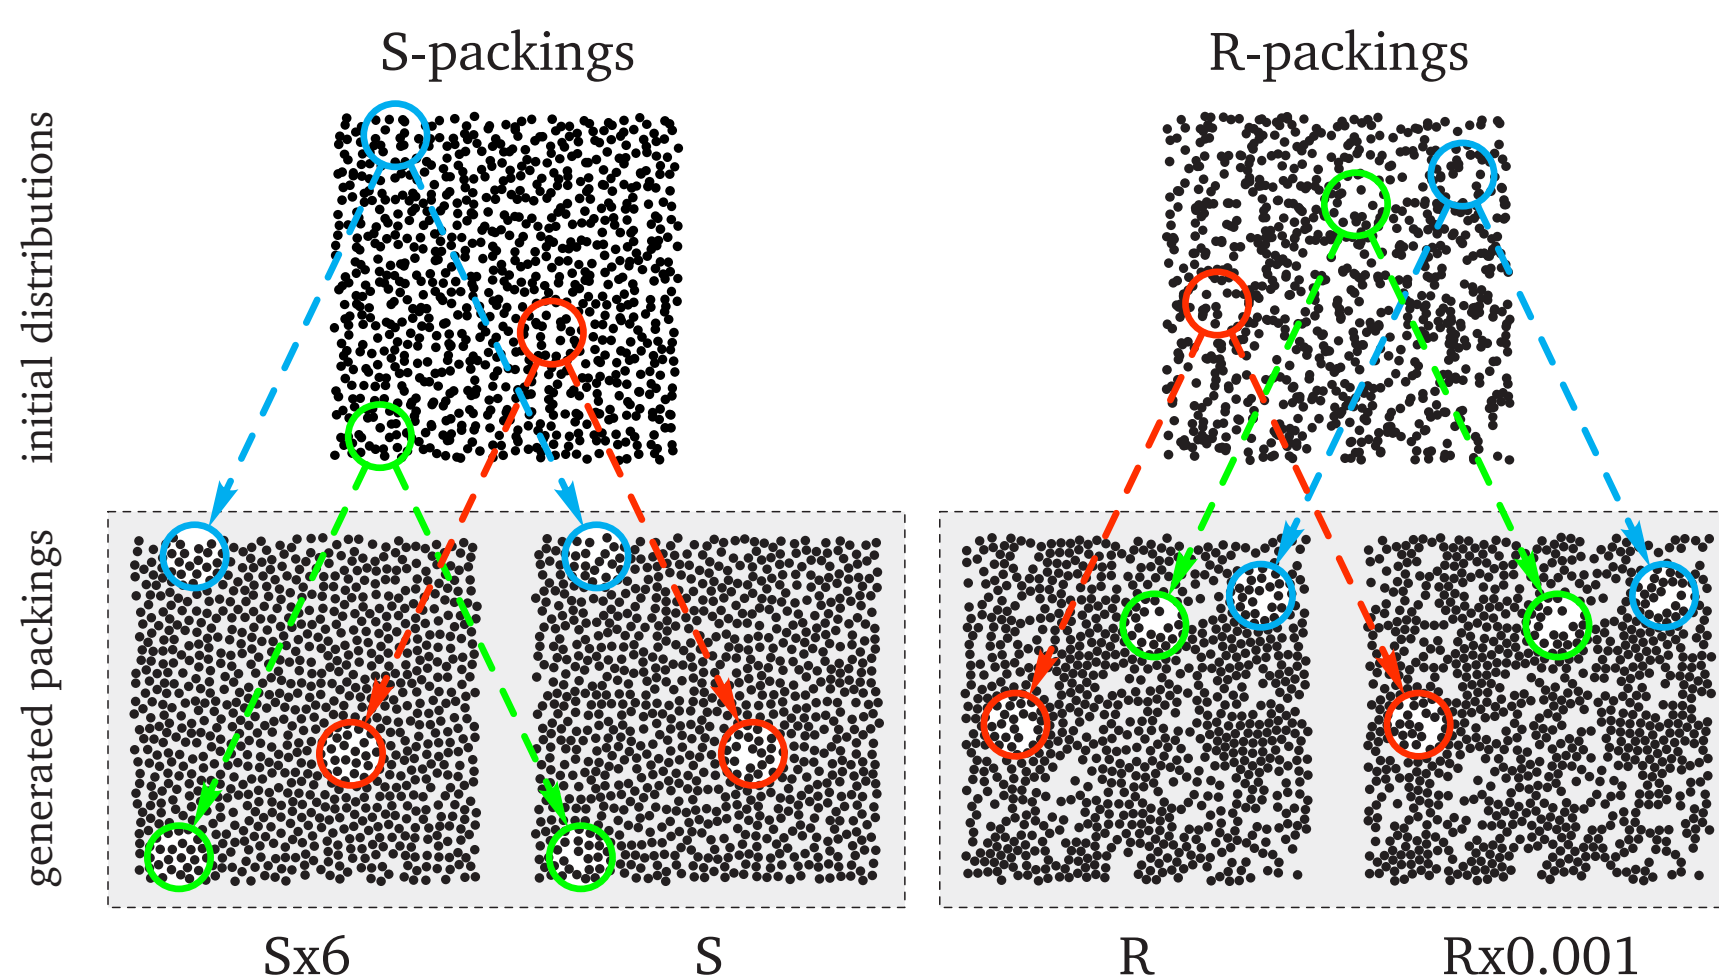 S-packings
R-packings
initial distributions
generated packings
Sx6
S
R
Rx0.001